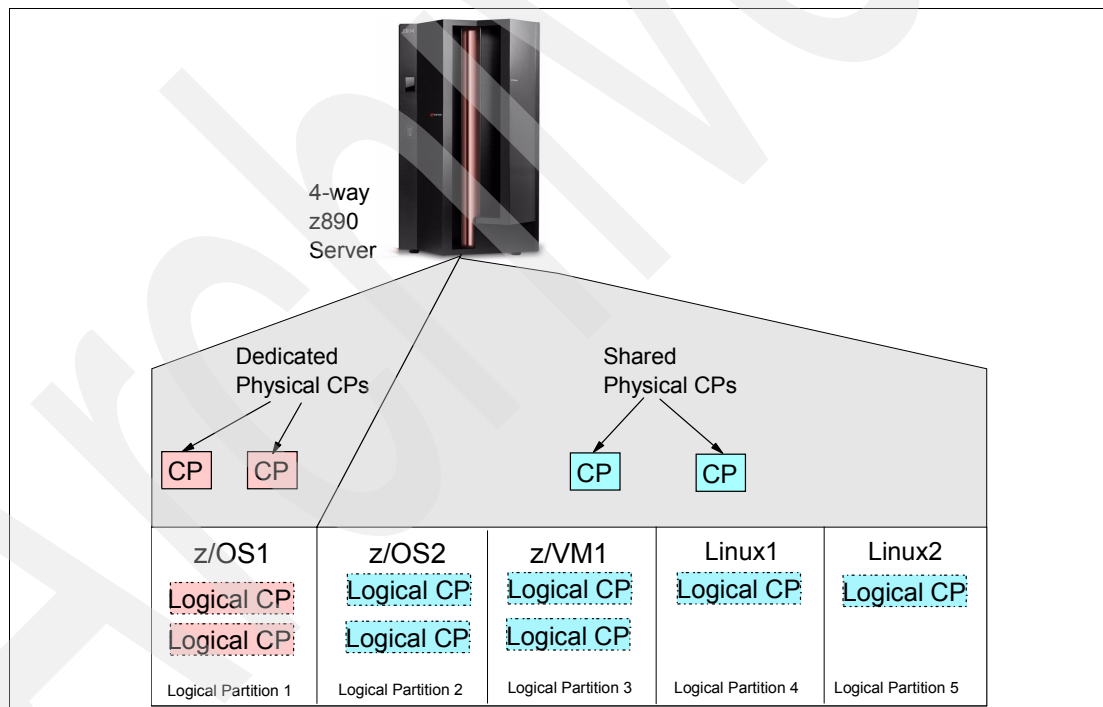 4-way
z890
Server
Dedicated
Physical CPs
Shared
Physical CPs
CP
CP
CP
CP
z/OS1
z/OS2
z/VM1
Linux1
Linux2
Logical CP
Logical CP
Logical CP
Logical CP
Logical CP
Logical CP
Logical CP
Logical CP
Logical Partition 1
Logical Partition 2
Logical Partition 3
Logical Partition 4
Logical Partition 5